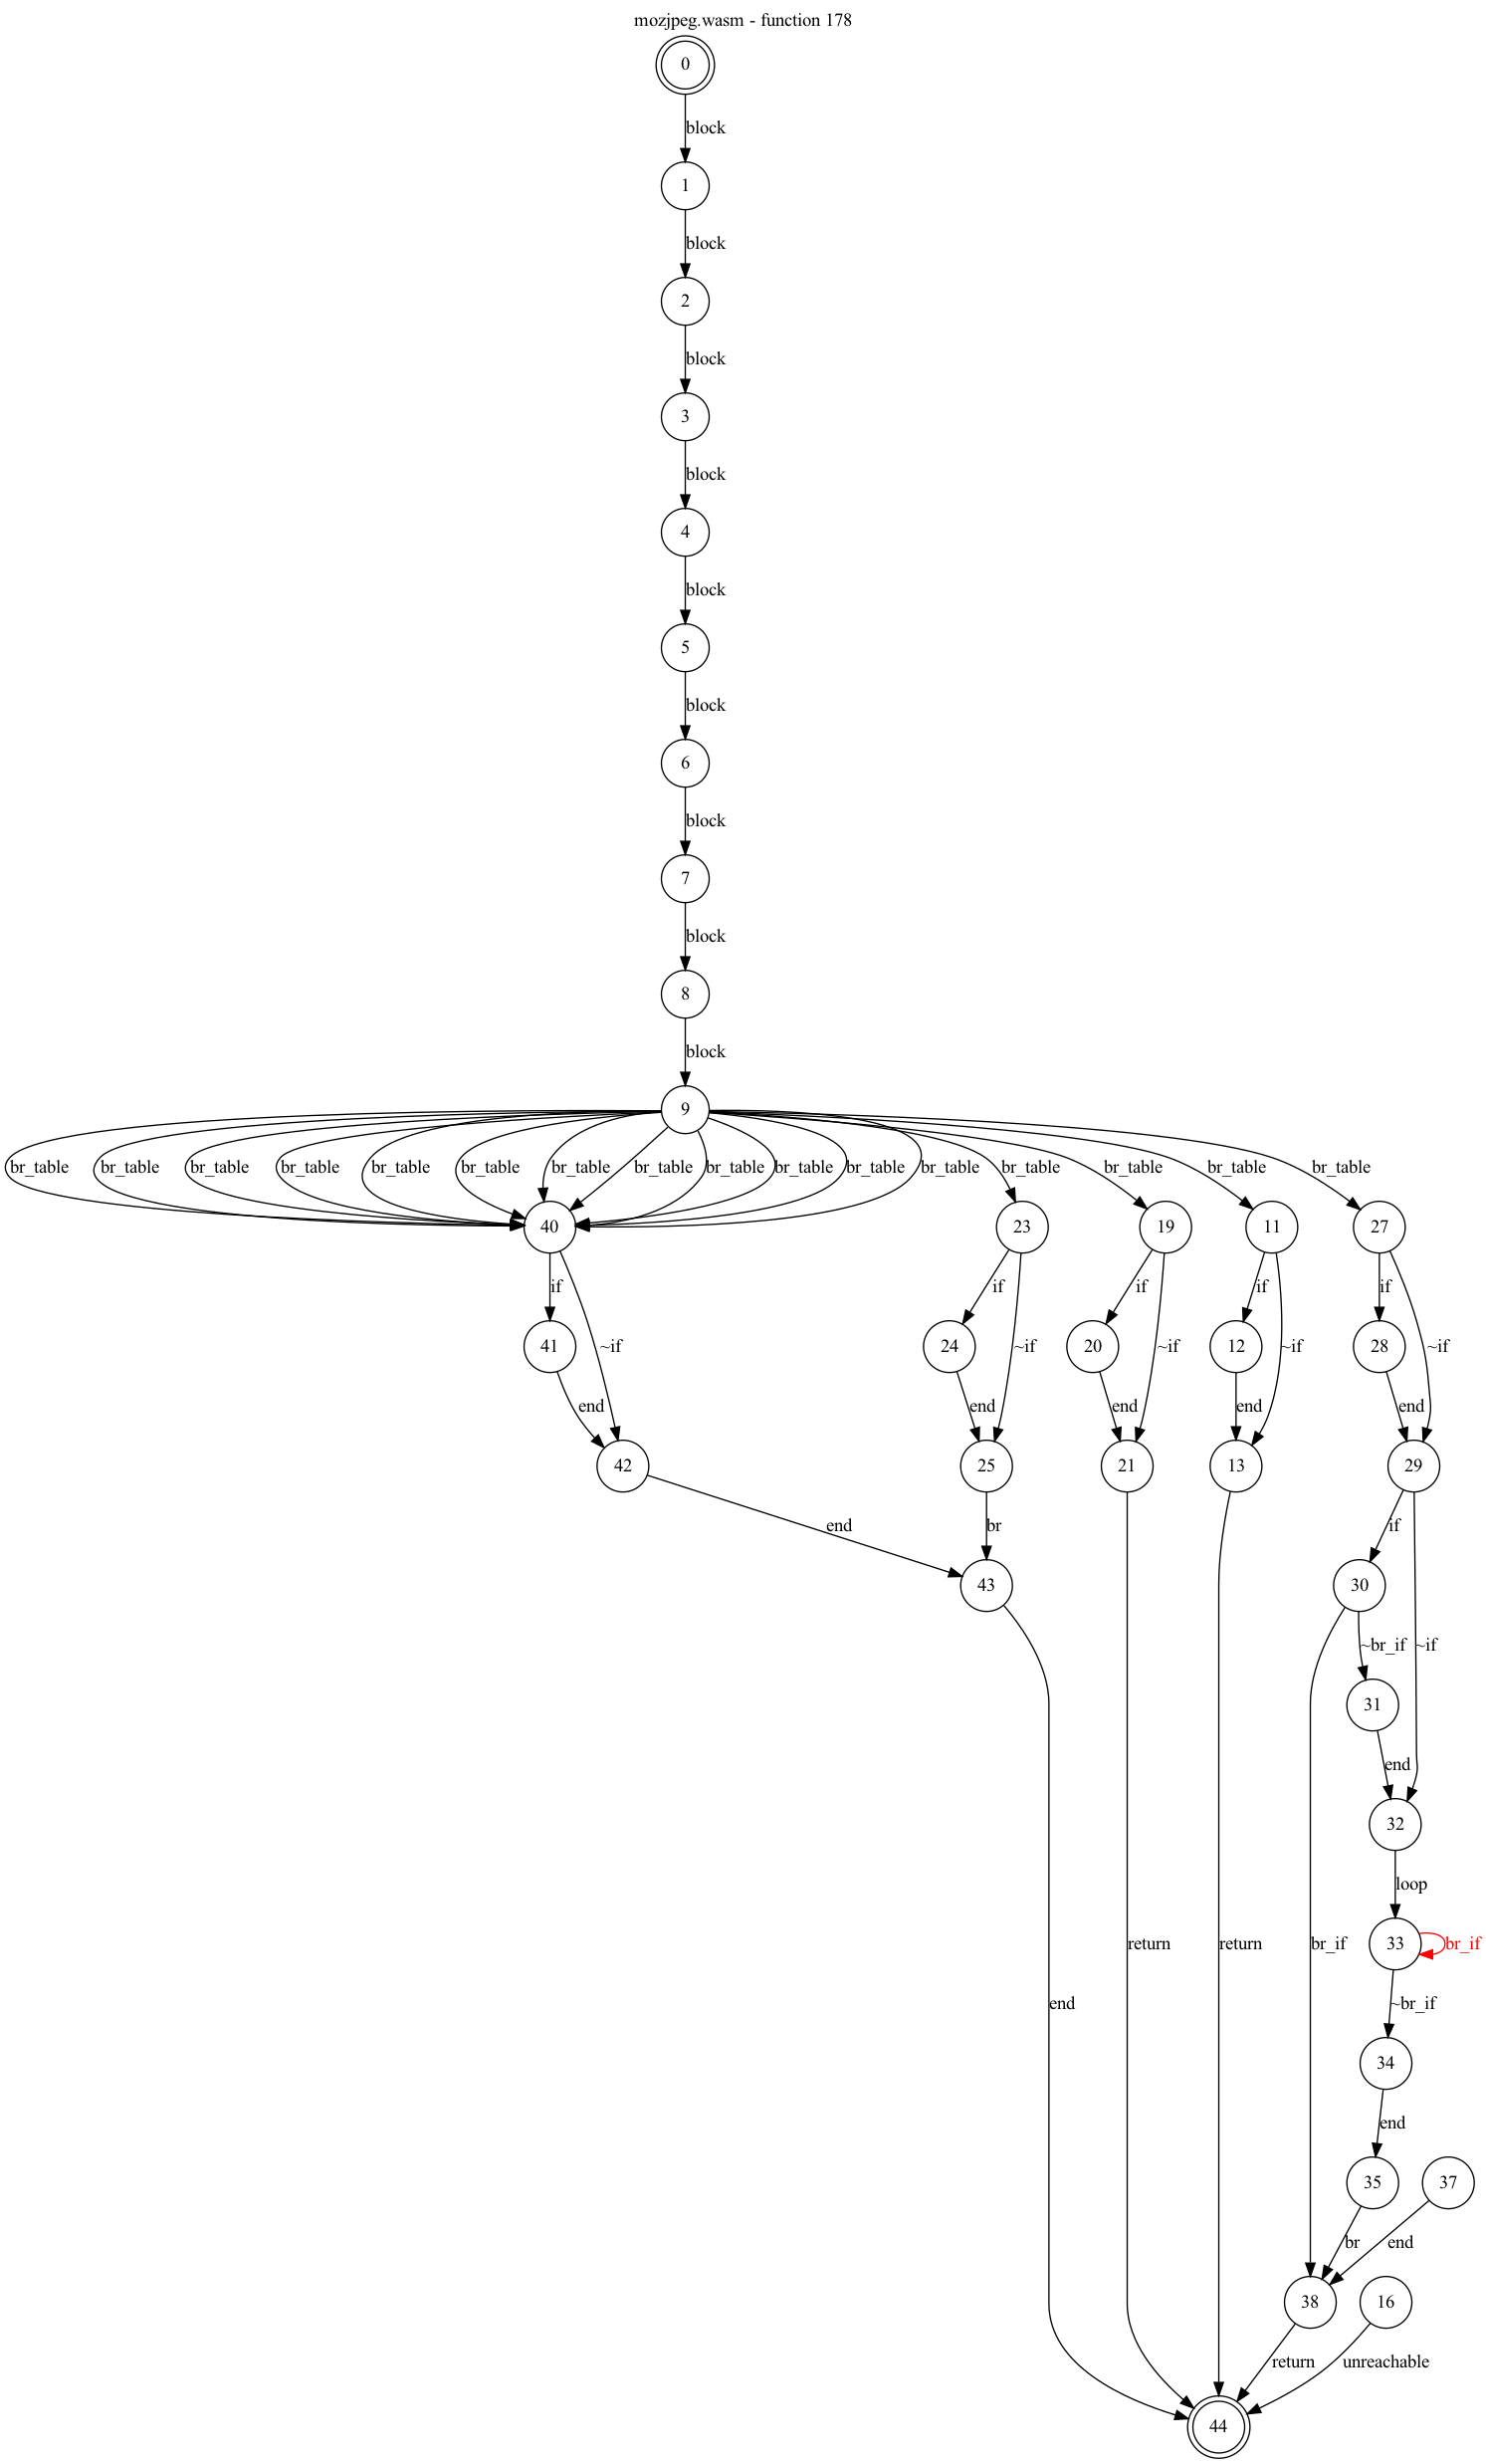 mozjpeg.wasm - function 178
0
block
1
block
2
block
3
block
4
block
5
block
6
block
7
block
8
block
9
br_table br_table br_table br_table br_table br_table br_table br_table br_table br_table br_table br_table br_table br_table br_table br_table
40 23 19 11 27
if if if if if
41 ~if 24 ~if 20 ~if 12 ~if 28 ~if
end end end end end
42 25 21 13 29
end br if
43 30
~br_if ~if
31
end
32
loop
33 br_if
return return br_if
end ~br_if
34
end
35 37
br end
38 16
return unreachable
44